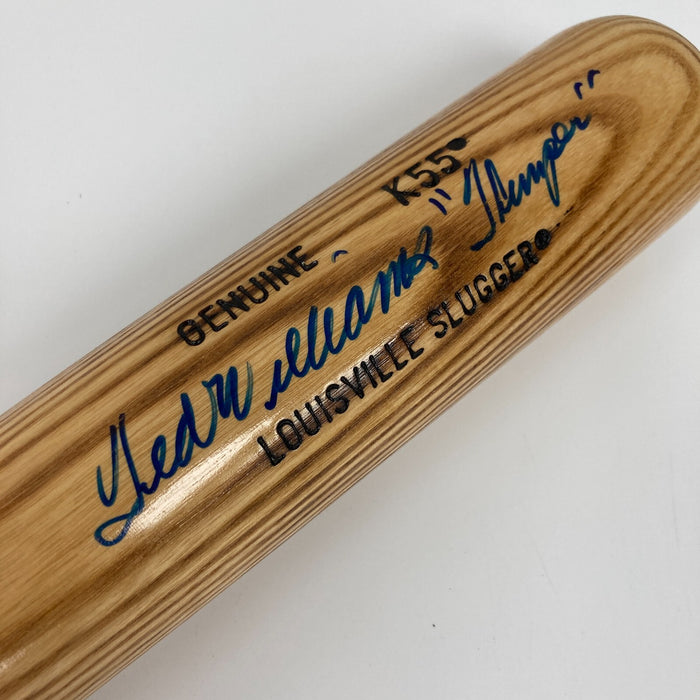 GENUINE K55
Ted Williams "Thumper"
LOUISVILLE SLUGGER